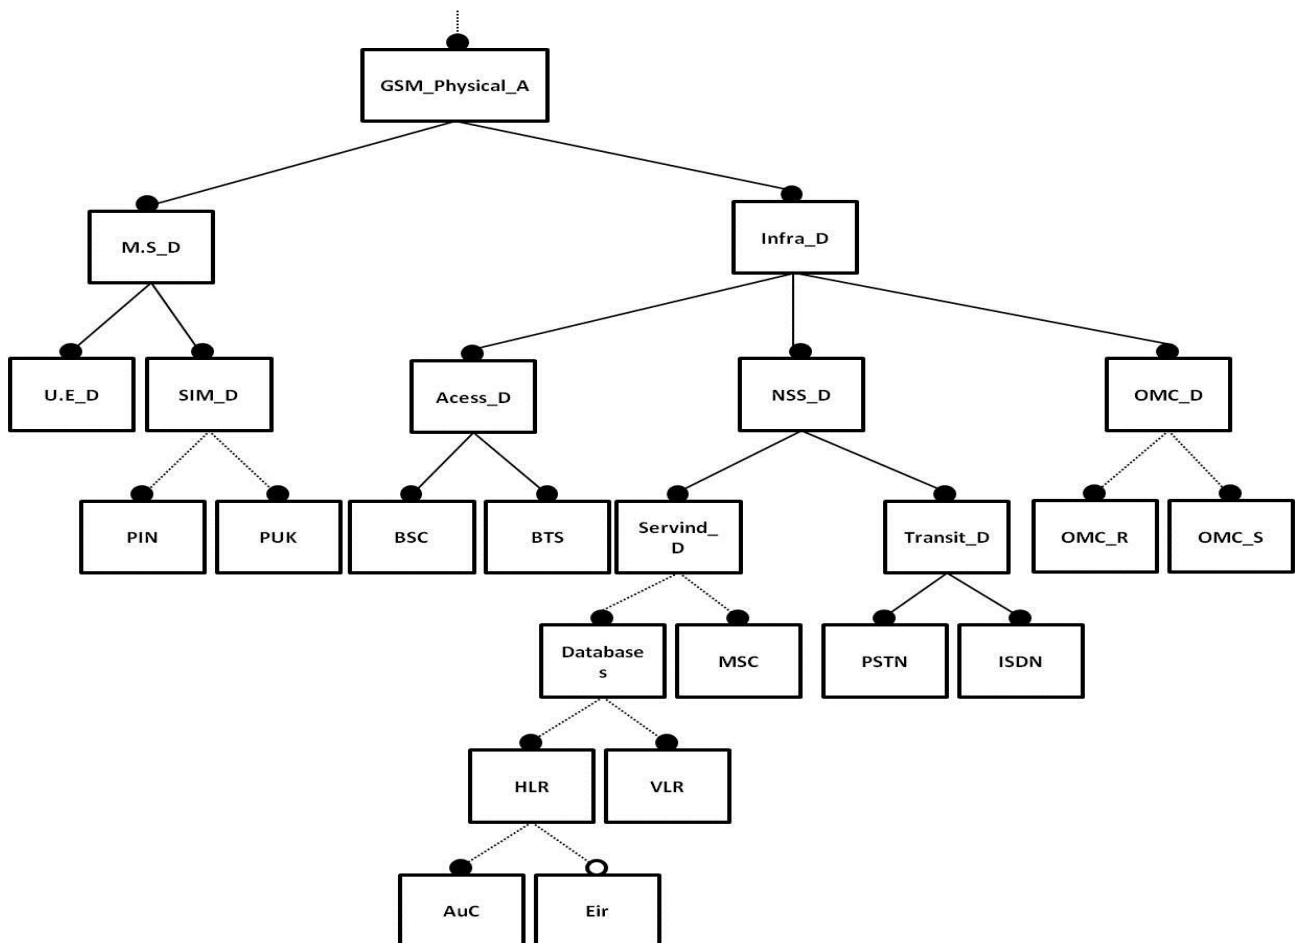 GSM_Physical_A
M.S_D
Infra_D
U.E_D
SIM_D
Acess_D
NSS_D
OMC_D
PIN
PUK
BSC
BTS
Servind_
D
Transit_D
OMC_R
OMC_S
Database
s
MSC
PSTN
ISDN
HLR
VLR
AuC
Eir